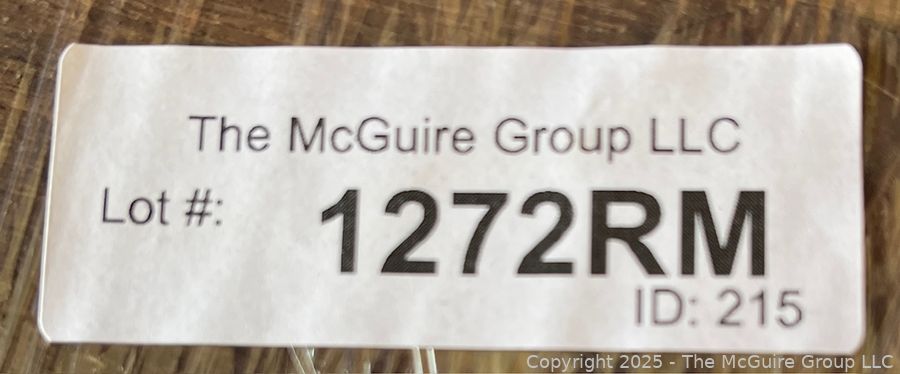 The McGuire Group LLC
Lot #: 1272RM
ID: 215
Copyright 2025 - The McGuire Group LLC